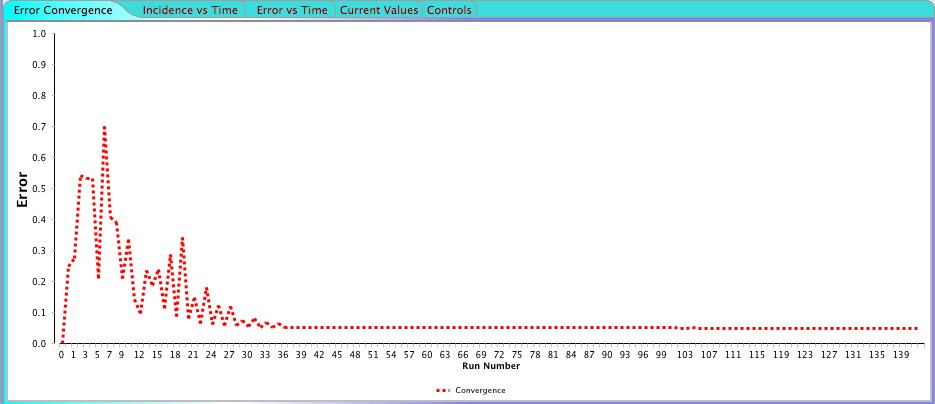 Error Convergence Incidence vs Time Error vs Time Current Values Controls
1.0
0.9
0.8
0.7
0.6
0.5
0.4
0.3
0.2
0.1
0.0
Error
0 1 3 5 7 9 12 15 18 21 24 27 30 33 36 39 42 45 48 51 54 57 60 63 66 69 72 75 78 81 84 87 90 93 96 99 103 107 111 115 119 123 127 131 135 139
Run Number
Convergence